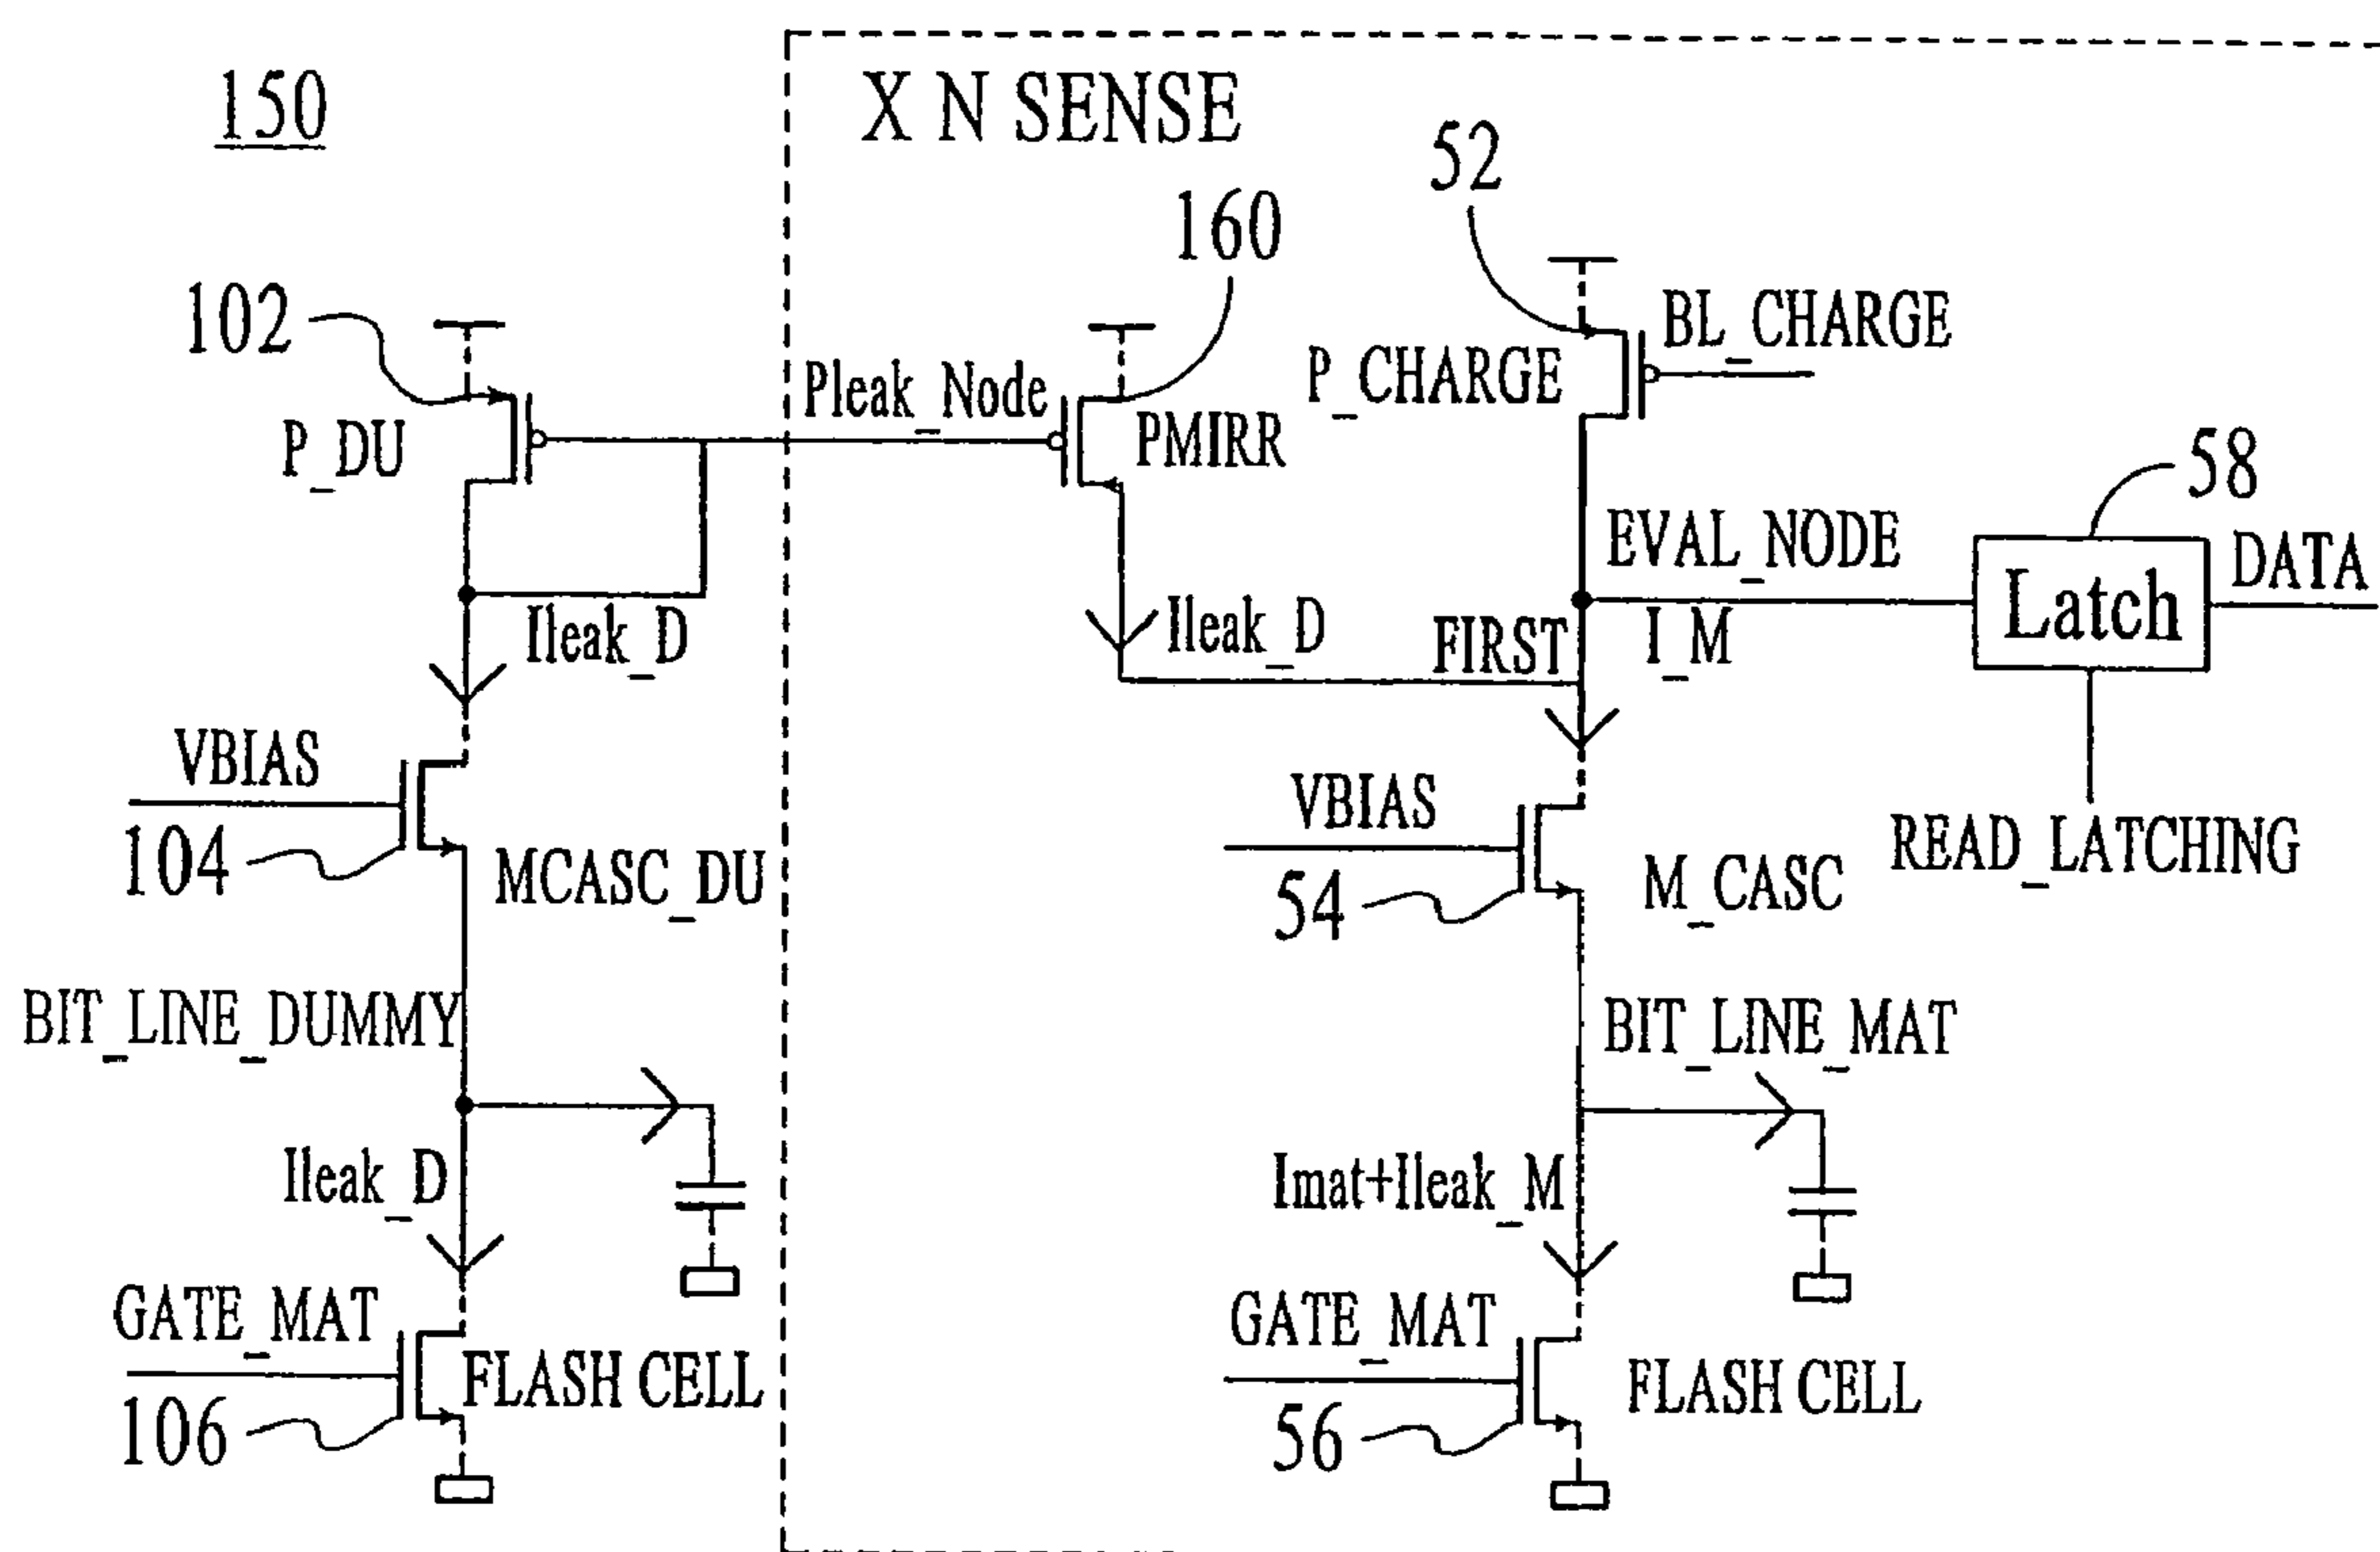 150
X N SENSE
52
160
102
BL_CHARGE
P_CHARGE
Pleak_Node
P_DU
PMIRR
58
EVAL_NODE
Latch
DATA
Ileak_D
Ileak_D
FIRST
I_M
VBIAS
VBIAS
104
MCASC_DU
54
M_CASC
READ_LATCHING
BIT_LINE_DUMMY
BIT_LINE_MAT
Ileak_D
Imat+Ileak_M
GATE_MAT
FLASH CELL
GATE_MAT
FLASH CELL
106
56